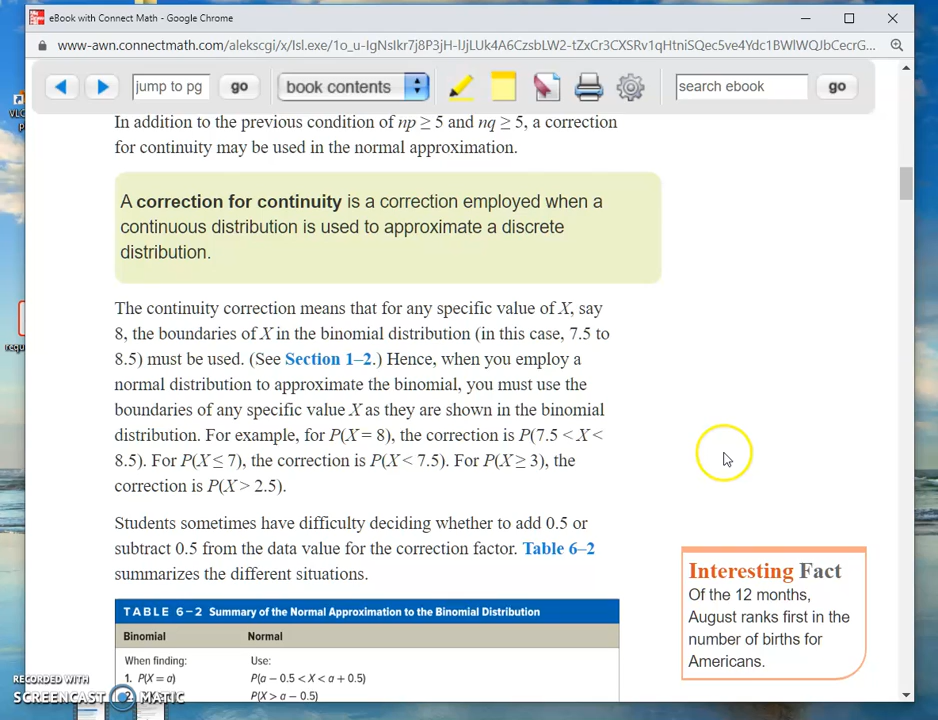 eBook with Connect Math - Google Chrome
www-awn.connectmath.com/alekscgi/x/Isl.exe/1o_u-IgNsIkr7j8P3jH-lJjLUk4A6CzsbLW2-tZxCr3CXSRv1qHtniSQec5ve4Ydc1BWlWQJbCecrG...
jump to pg go book contents search ebook go
In addition to the previous condition of np ≥ 5 and nq ≥ 5, a correction
for continuity may be used in the normal approximation.
A correction for continuity is a correction employed when a
continuous distribution is used to approximate a discrete
distribution.
The continuity correction means that for any specific value of X, say
8, the boundaries of X in the binomial distribution (in this case, 7.5 to
8.5) must be used. (See Section 1–2.) Hence, when you employ a
normal distribution to approximate the binomial, you must use the
boundaries of any specific value X as they are shown in the binomial
distribution. For example, for P(X = 8), the correction is P(7.5 < X <
8.5). For P(X ≤ 7), the correction is P(X < 7.5). For P(X ≥ 3), the
correction is P(X > 2.5).
Students sometimes have difficulty deciding whether to add 0.5 or
subtract 0.5 from the data value for the correction factor. Table 6–2
summarizes the different situations.
Interesting Fact
Of the 12 months,
August ranks first in the
number of births for
Americans.
TABLE 6–2 Summary of the Normal Approximation to the Binomial Distribution
Binomial Normal
When finding: Use:
1. P(X = a) P(a − 0.5 < X < a + 0.5)
P(X > a − 0.5)
RECORDED WITH
SCREENCAST MATIC